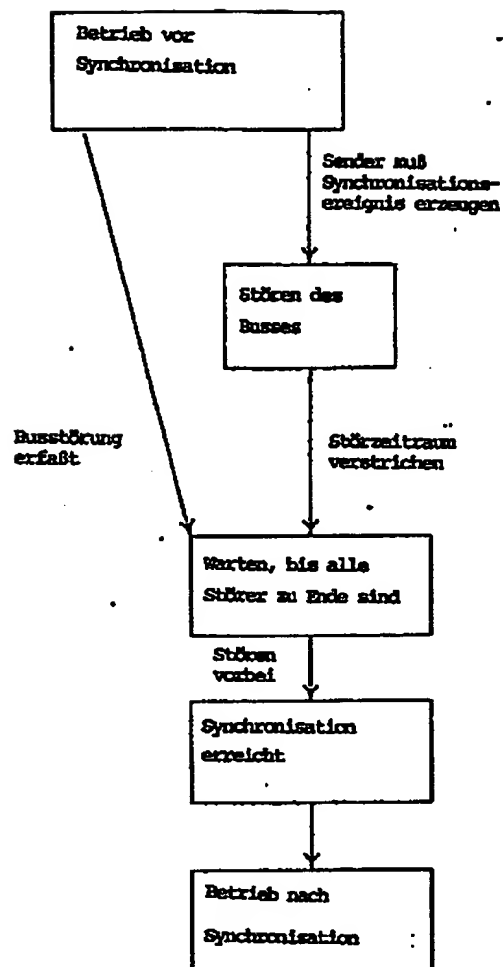 Betrieb vor
Synchronisation
Sender muß
Synchronisations-
ereignis erzeugen
Stören des
Busses
Busstörung
erfaßt
Störzeitraum
verstrichen
Warten, bis alle
Störer zu Ende sind
Stören
vorbei
Synchronisation
erreicht
Betrieb nach
Synchronisation